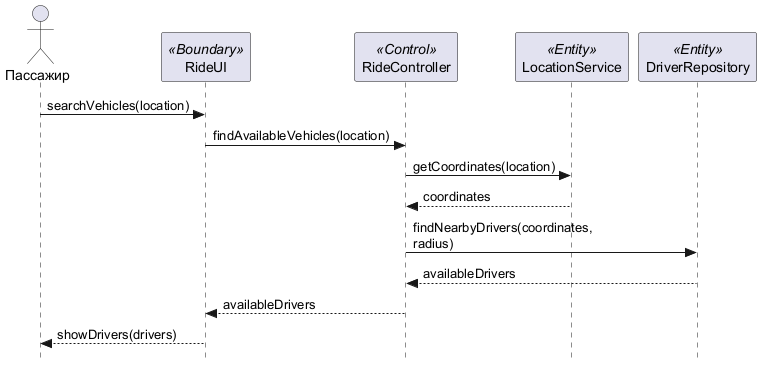 Пассажир
«Boundary»
RideUI
«Control»
RideController
«Entity»
LocationService
«Entity»
DriverRepository
searchVehicles(location)
findAvailableVehicles(location)
getCoordinates(location)
coordinates
findNearbyDrivers(coordinates,
radius)
availableDrivers
availableDrivers
showDrivers(drivers)